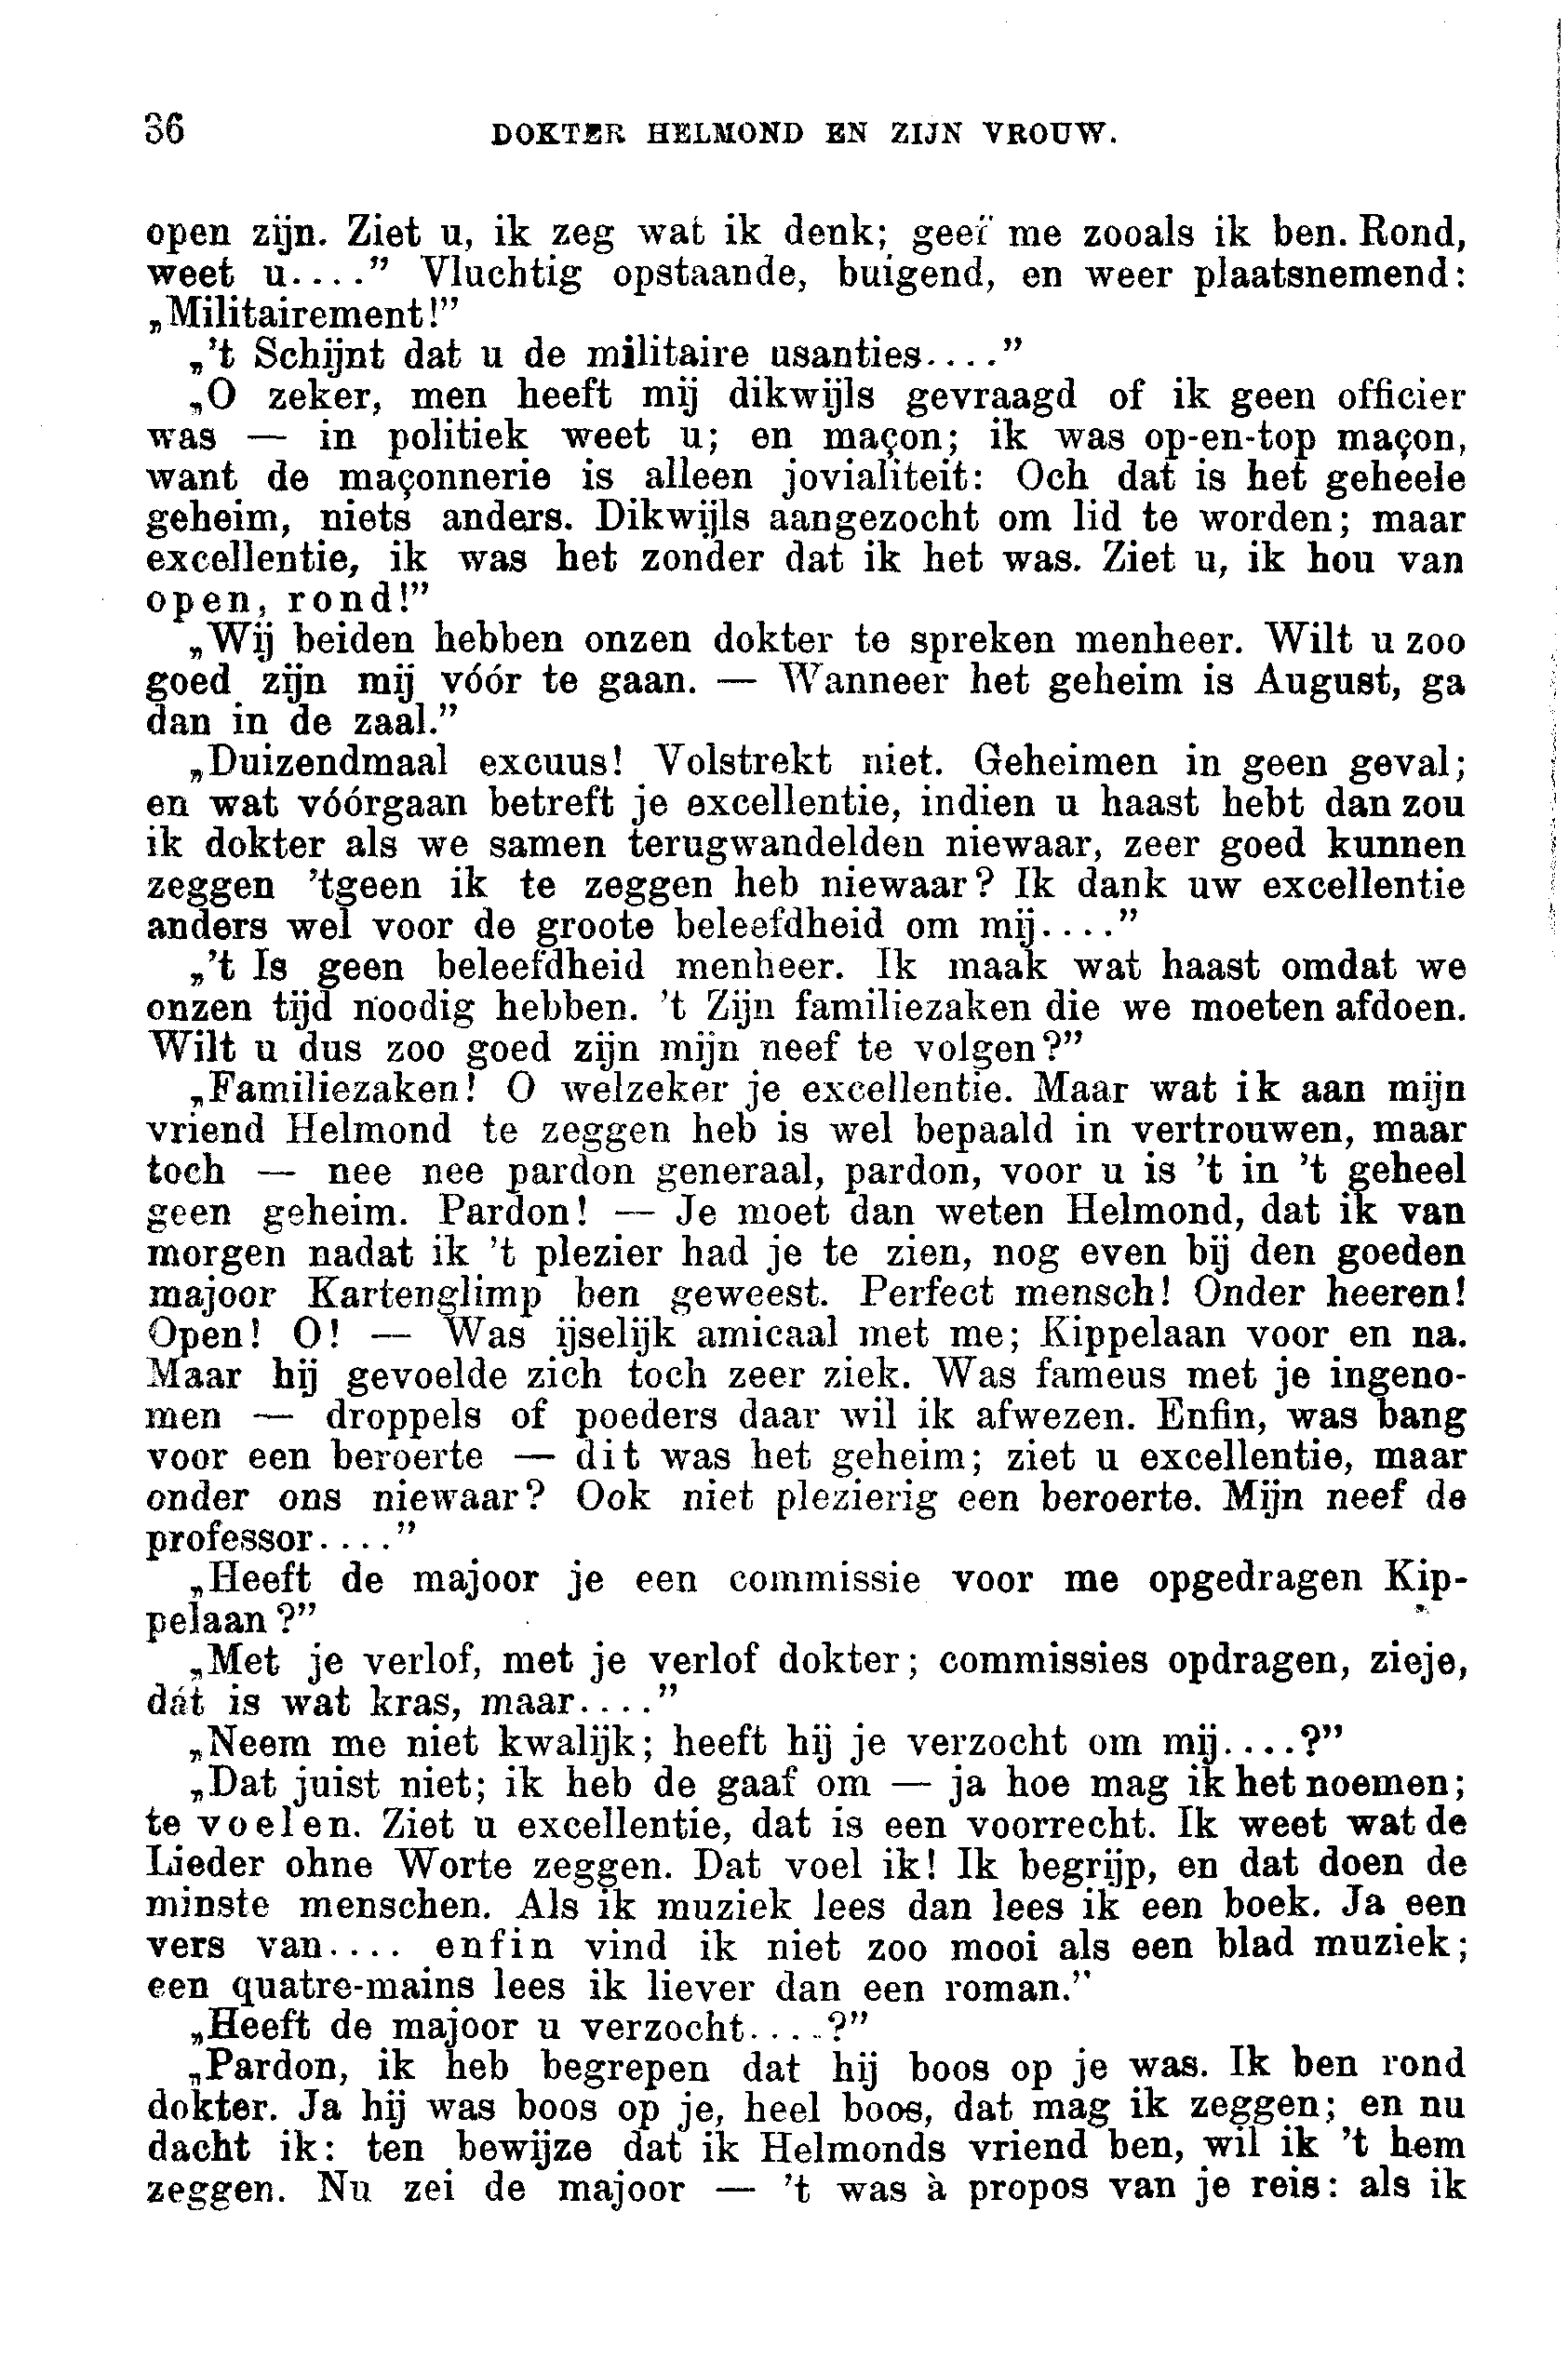 36 DOKTER HELMOND EN ZIJN VROUW.
open zijn. Ziet u, ik zeg wat ik denk; geef me zooals ik ben. Rond,
weet u....” Vluchtig opstaande, buigend, en weer plaatsnemend:
„Militairement!”
„’t Schijnt dat u de militaire usanties....”
„O zeker, men heeft mij dikwijls gevraagd of ik geen officier
was — in politiek weet u; en maçon; ik was op-en-top maçon,
want de maçonnerie is alleen jovialiteit: Och dat is het geheele
geheim, niets anders. Dikwijls aangezocht om lid te worden; maar
excellentie, ik was het zonder dat ik het was. Ziet u, ik hou van
open, rond!”
„Wij beiden hebben onzen dokter te spreken menheer. Wilt u zoo
goed zijn mij vóór te gaan. — Wanneer het geheim is August, ga
dan in de zaal.”
„Duizendmaal excuus! Volstrekt niet. Geheimen in geen geval;
en wat vóórgaan betreft je excellentie, indien u haast hebt dan zou
ik dokter als we samen terugwandelden niewaar, zeer goed kunnen
zeggen ’tgeen ik te zeggen heb niewaar? Ik dank uw excellentie
anders wel voor de groote beleefdheid om mij....”
„’t Is geen beleefdheid menheer. Ik maak wat haast omdat we
onzen tijd noodig hebben. ’t Zijn familiezaken die we moeten afdoen.
Wilt u dus zoo goed zijn mijn neef te volgen?”
„Familiezaken! O welzeker je excellentie. Maar wat ik aan mijn
vriend Helmond te zeggen heb is wel bepaald in vertrouwen, maar
toch — nee nee pardon generaal, pardon, voor u is ’t in ’t geheel
geen geheim. Pardon! — Je moet dan weten Helmond, dat ik van
morgen nadat ik ’t plezier had je te zien, nog even bij den goeden
majoor Kartenglimp ben geweest. Perfect mensch! Onder heeren!
Open! O! — Was ijselijk amicaal met me; Kippelaan voor en na.
Maar hij gevoelde zich toch zeer ziek. Was fameus met je ingeno-
men — droppels of poeders daar wil ik afwezen. Enfin, was bang
voor een beroerte — dit was het geheim; ziet u excellentie, maar
onder ons niewaar? Ook niet plezierig een beroerte. Mijn neef de
professor....”
„Heeft de majoor je een commissie voor me opgedragen Kip-
pelaan?”
„Met je verlof, met je verlof dokter; commissies opdragen, zieje,
dát is wat kras, maar....”
„Neem me niet kwalijk; heeft hij je verzocht om mij....?”
„Dat juist niet; ik heb de gaaf om — ja hoe mag ik het noemen;
te voelen. Ziet u excellentie, dat is een voorrecht. Ik weet wat de
Lieder ohne Worte zeggen. Dat voel ik! Ik begrijp, en dat doen de
minste menschen. Als ik muziek lees dan lees ik een boek. Ja een
vers van.... enfin vind ik niet zoo mooi als een blad muziek;
een quatre-mains lees ik liever dan een roman.”
„Heeft de majoor u verzocht....?”
„Pardon, ik heb begrepen dat hij boos op je was. Ik ben rond
dokter. Ja hij was boos op je, heel boos, dat mag ik zeggen; en nu
dacht ik: ten bewijze dat ik Helmonds vriend ben, wil ik ’t hem
zeggen. Nu zei de majoor — ’t was à propos van je reis: als ik